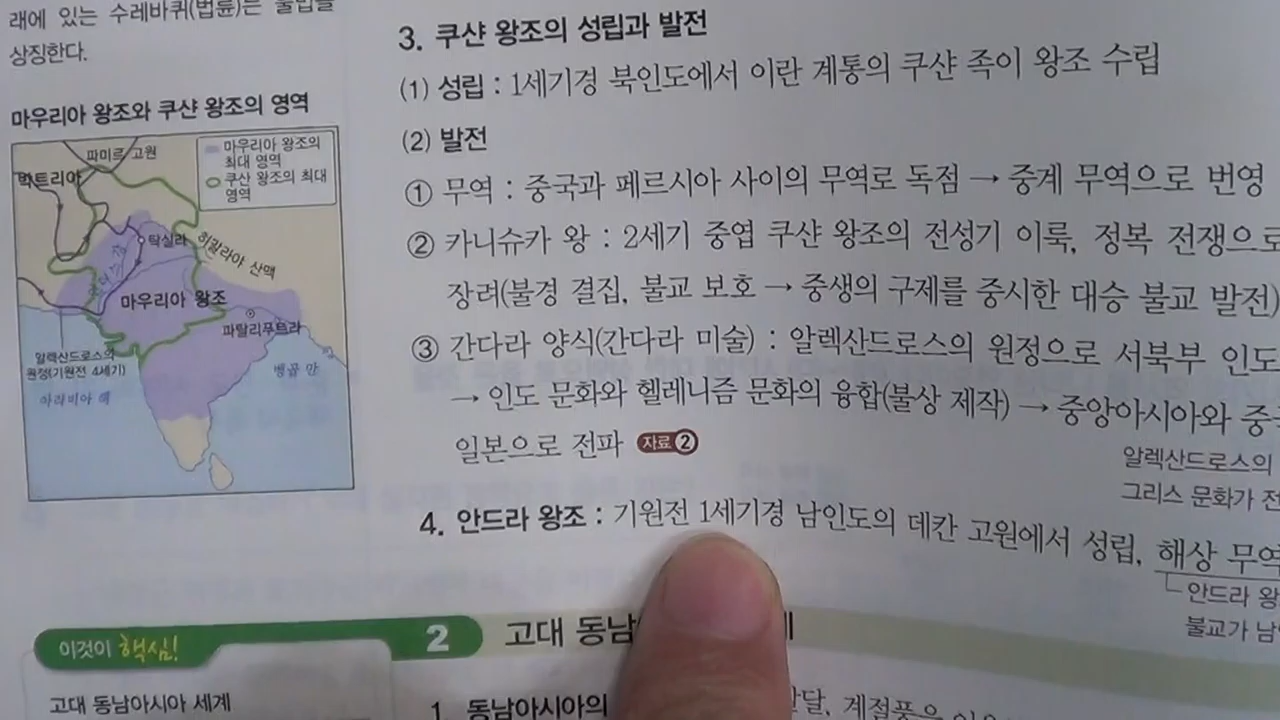 래에 있는 수레바퀴(법륜)는 불법을
상징한다.
마우리아 왕조와 쿠샨 왕조의 영역
마우리아 왕조의
최대 영역
쿠산 왕조의 최대
영역
파미르 고원
박트리아
탁실라
히말라야 산맥
마우리아 왕조
파탈리푸트라
알렉산드로스의
원정(기원전 4세기)
아라비아 해
벵골 만
3. 쿠샨 왕조의 성립과 발전
(1) 성립 : 1세기경 북인도에서 이란 계통의 쿠샨 족이 왕조 수립
(2) 발전
① 무역 : 중국과 페르시아 사이의 무역로 독점 → 중계 무역으로 번영
② 카니슈카 왕 : 2세기 중엽 쿠샨 왕조의 전성기 이룩, 정복 전쟁으로
장려(불경 결집, 불교 보호 → 중생의 구제를 중시한 대승 불교 발전)
③ 간다라 양식(간다라 미술) : 알렉산드로스의 원정으로 서북부 인도
→ 인도 문화와 헬레니즘 문화의 융합(불상 제작) → 중앙아시아와
일본으로 전파 자료 2
알렉산드로스의
그리스 문화가
4. 안드라 왕조 : 기원전 1세기경 남인도의 데칸 고원에서 성립, 해상 무역
안드라
불교가
이것이 핵심!
2 고대
고대 동남아시아 세계
1. 동남아시아의 계절풍